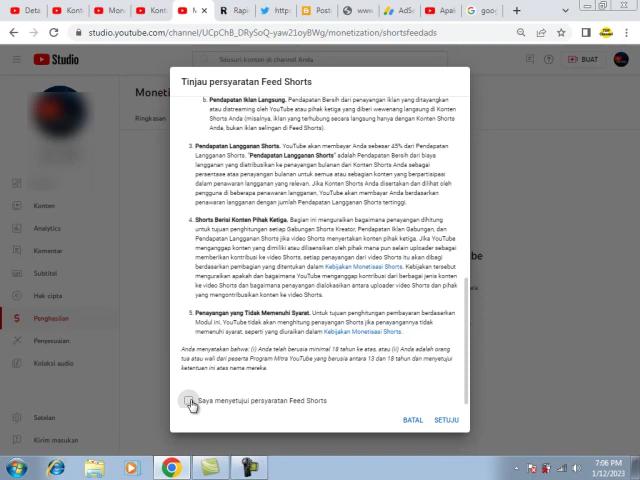 Deta
Kont
Mone
Kont
M
Rapi
http
Post
www
AdSe
Apal
goog
studio.youtube.com/channel/UCpChB_DRySoQ-yaw21oyBWg/monetization/shortsfeedads
Studio
Telusuri konten di channel Anda
BUAT
Moneti
Ringkasan
Tinjau persyaratan Feed Shorts
b. Pendapatan Iklan Langsung. Pendapatan Bersih dari penayangan iklan yang ditayangkan
atau distreaming oleh YouTube atau pihak ketiga yang diberi wewenang langsung di Konten
Shorts Anda (misalnya, iklan yang terhubung secara langsung hanya dengan Konten Shorts
Anda, bukan iklan selingan di Feed Shorts).
3. Pendapatan Langganan Shorts. YouTube akan membayar Anda sebesar 45% dari Pendapatan
Langganan Shorts. "Pendapatan Langganan Shorts" adalah Pendapatan Bersih dari biaya
langganan yang diatribusikan ke penayangan bulanan dari Konten Shorts Anda sebagai
persentase atas penayangan bulanan untuk semua atau sebagian konten yang berpartisipasi
dalam penawaran langganan yang relevan. Jika Konten Shorts Anda disertakan dan dilihat oleh
pengguna di beberapa penawaran langganan, YouTube akan membayar Anda berdasarkan
penawaran langganan dengan jumlah Pendapatan Langganan Shorts tertinggi.
4. Shorts Berisi Konten Pihak Ketiga. Bagian ini menguraikan bagaimana penayangan dihitung
untuk tujuan penghitungan setiap Gabungan Shorts Kreator, Pendapatan Iklan Gabungan, dan
Pendapatan Langganan Shorts jika video Shorts menyertakan konten pihak ketiga. Jika YouTube
menganggap konten yang dimiliki atau dilisensikan oleh pihak mana pun selain uploader sebagai
memberikan kontribusi ke video Shorts, setiap penayangan dari video Shorts itu akan dibagi
berdasarkan pembagian yang ditentukan dalam Kebijakan Monetisasi Shorts. Kebijakan tersebut
menguraikan apakah dan bagaimana YouTube menganggap kontribusi dari berbagai jenis konten
ke video Shorts dan bagaimana penayangan dialokasikan antara uploader video Shorts dan pihak
yang mengontribusikan konten ke video Shorts.
5. Penayangan yang Tidak Memenuhi Syarat. Untuk tujuan penghitungan pembayaran berdasarkan
Modul ini, YouTube tidak akan menghitung penayangan Shorts jika penayangannya tidak
memenuhi syarat, seperti yang diuraikan dalam Kebijakan Monetisasi Shorts.
Anda menyatakan bahwa: (i) Anda telah berusia minimal 18 tahun ke atas, atau (ii) Anda adalah orang
tua atau wali dari peserta Program Mitra YouTube yang berusia antara 13 dan 18 tahun dan menyetujui
ketentuan ini atas nama mereka.
Saya menyetujui persyaratan Feed Shorts
BATAL
SETUJU
Konten
Analytics
Komentar
Subtitel
Hak cipta
Penghasilan
Penyesuaian
Koleksi audio
Setelan
Kirim masukan
be
7:06 PM
1/12/2023